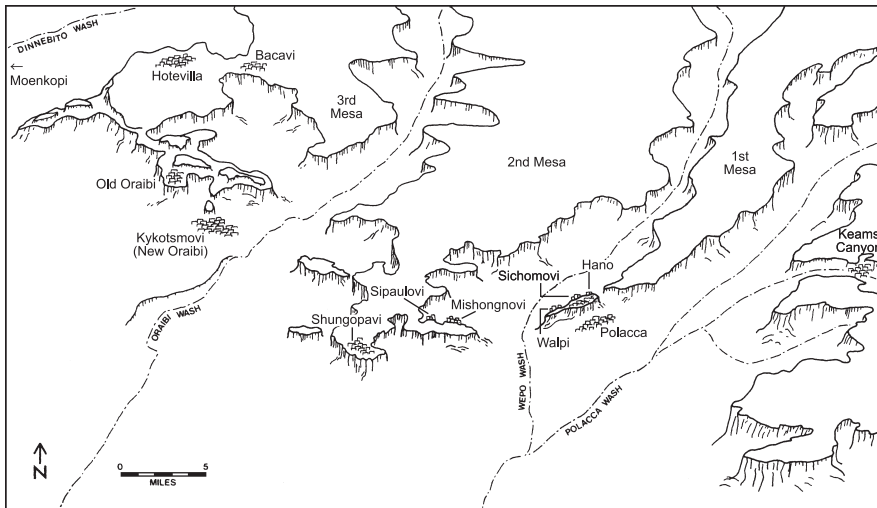 DINNEBITO WASH
←
Moenkopi
Hotevilla
Bacavi
3rd
Mesa
2nd Mesa
1st
Mesa
Old Oraibi
Kykotsmovi
(New Oraibi)
Keams
Canyon
Hano
Sichomovi
Sipaulovi
Mishongnovi
Shungopavi
Walpi
Polacca
ORAIBI WASH
WEPO WASH
POLACCA WASH
N
0 5
MILES